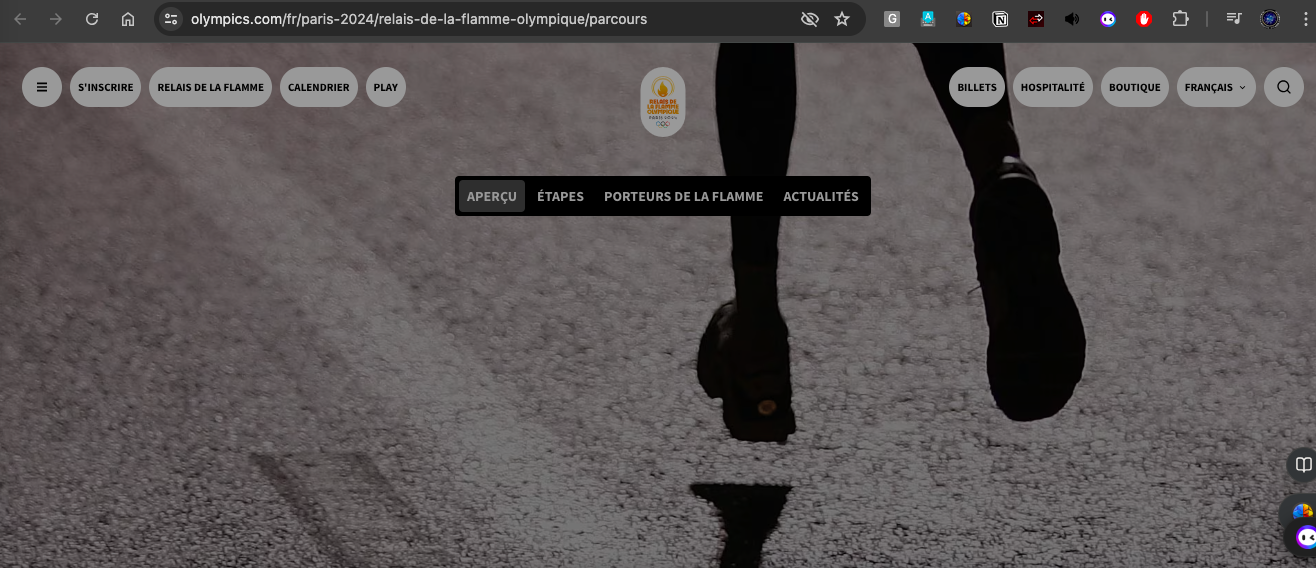 olympics.com/fr/paris-2024/relais-de-la-flamme-olympique/parcours
S'INSCRIRE
RELAIS DE LA FLAMME
CALENDRIER
PLAY
RELAIS DE
LA FLAMME
OLYMPIQUE
PARIS 2024
BILLETS
HOSPITALITÉ
BOUTIQUE
FRANÇAIS
APERÇU
ÉTAPES
PORTEURS DE LA FLAMME
ACTUALITÉS